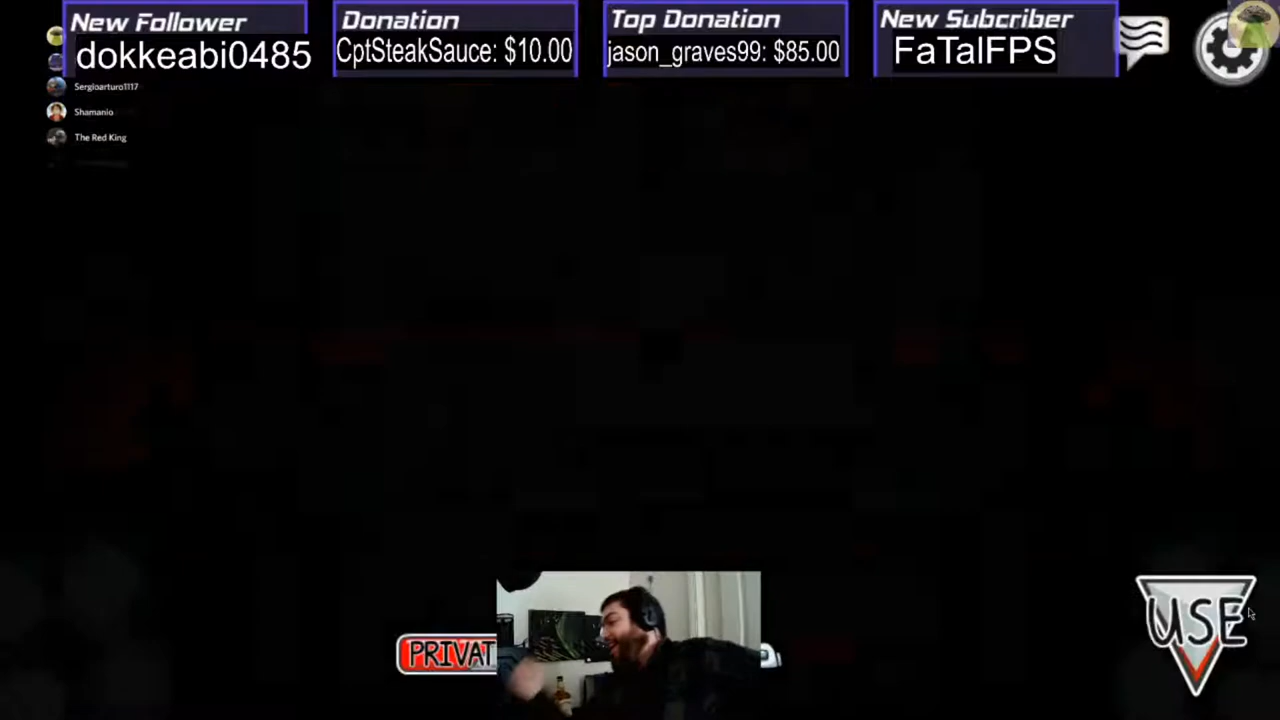 New Follower
dokkeabi0485
Donation
CptSteakSauce: $10.00
Top Donation
jason_graves99: $85.00
New Subcriber
FaTalFPS
Sergioarturo1117
Shamanio
The Red King
PRIVAT
USE